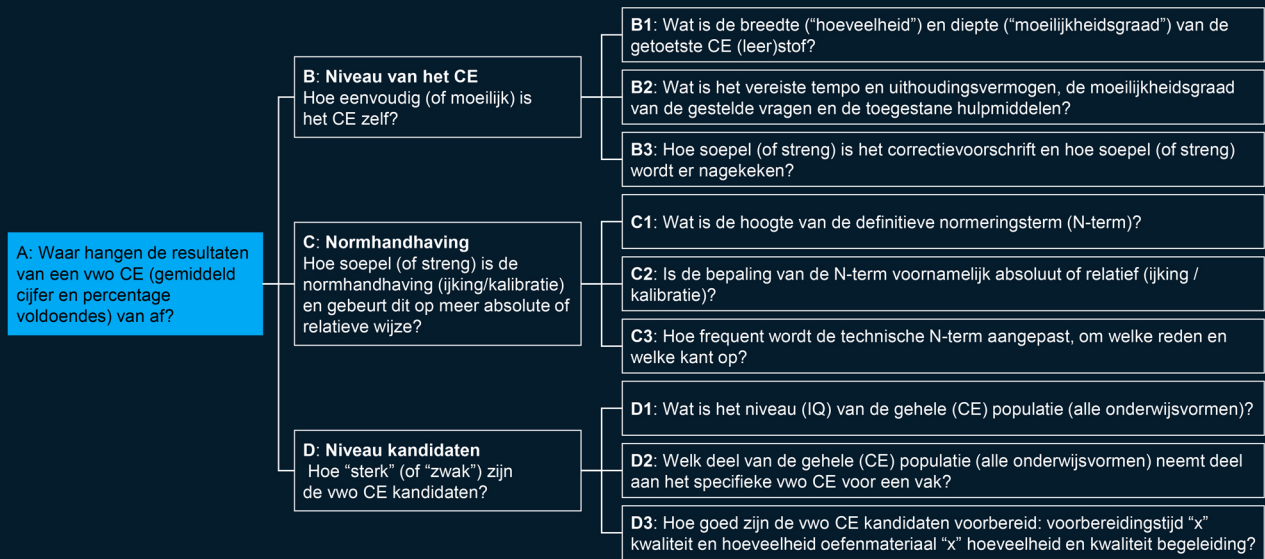 A: Waar hangen de resultaten
van een vwo CE (gemiddeld
cijfer en percentage
voldoendes) van af?
B: Niveau van het CE
Hoe eenvoudig (of moeilijk) is
het CE zelf?
B1: Wat is de breedte (“hoeveelheid”) en diepte (“moeilijkheidsgraad”) van de
getoetste CE (leer)stof?
B2: Wat is het vereiste tempo en uithoudingsvermogen, de moeilijkheidsgraad
van de gestelde vragen en de toegestane hulpmiddelen?
B3: Hoe soepel (of streng) is het correctievoorschrift en hoe soepel (of streng)
wordt er nagekeken?
C: Normhandhaving
Hoe soepel (of streng) is de
normhandhaving (ijking/kalibratie)
en gebeurt dit op meer absolute of
relatieve wijze?
C1: Wat is de hoogte van de definitieve normeringsterm (N-term)?
C2: Is de bepaling van de N-term voornamelijk absoluut of relatief (ijking /
kalibratie)?
C3: Hoe frequent wordt de technische N-term aangepast, om welke reden en
welke kant op?
D: Niveau kandidaten
Hoe “sterk” (of “zwak”) zijn
de vwo CE kandidaten?
D1: Wat is het niveau (IQ) van de gehele (CE) populatie (alle onderwijsvormen)?
D2: Welk deel van de gehele (CE) populatie (alle onderwijsvormen) neemt deel
aan het specifieke vwo CE voor een vak?
D3: Hoe goed zijn de vwo CE kandidaten voorbereid: voorbereidingstijd “x”
kwaliteit en hoeveelheid oefenmateriaal “x” hoeveelheid en kwaliteit begeleiding?